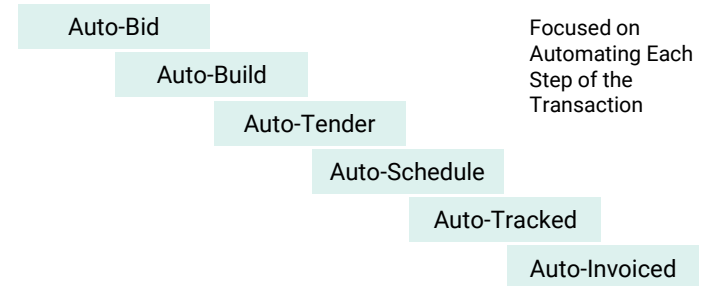 Auto-Bid
Focused on
Automating Each
Step of the
Transaction
Auto-Build
Auto-Tender
Auto-Schedule
Auto-Tracked
Auto-Invoiced